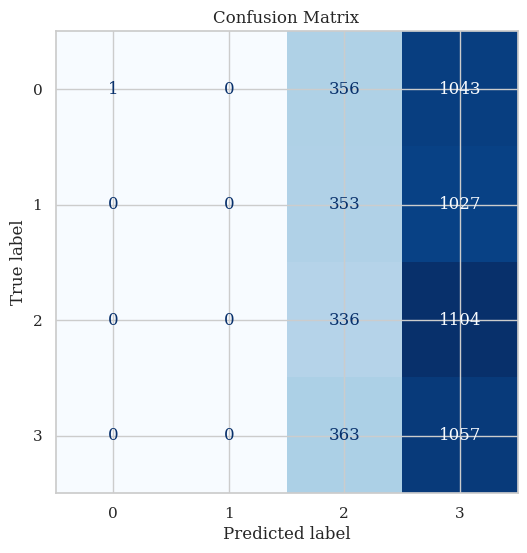 Confusion Matrix
True label
0 1 0 356 1043
1 0 0 353 1027
2 0 0 336 1104
3 0 0 363 1057
0 1 2 3
Predicted label